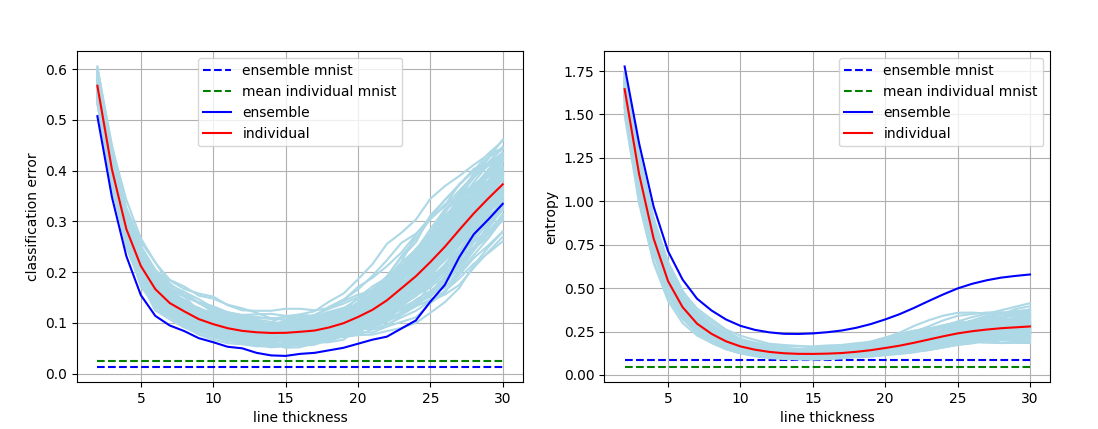 ensemble mnist
mean individual mnist
ensemble
individual
classification error
0.6
0.5
0.4
0.3
0.2
0.1
0.0
5 10 15 20 25 30
line thickness
ensemble mnist
mean individual mnist
ensemble
individual
entropy
1.75
1.50
1.25
1.00
0.75
0.50
0.25
0.00
5 10 15 20 25 30
line thickness